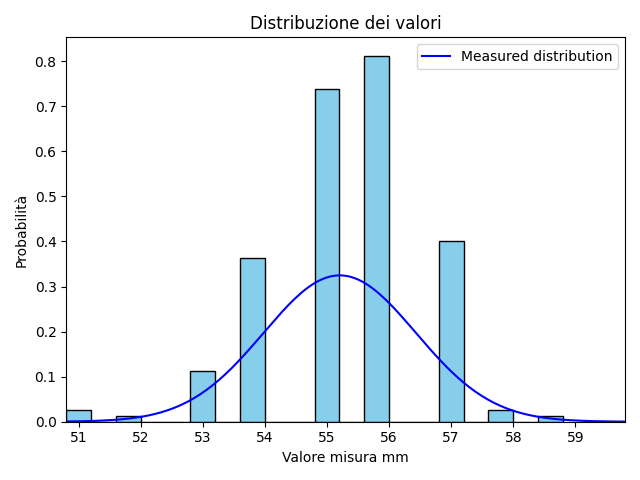 Distribuzione dei valori
Measured distribution
Probabilità
0.8
0.7
0.6
0.5
0.4
0.3
0.2
0.1
0.0
51 52 53 54 55 56 57 58 59
Valore misura mm